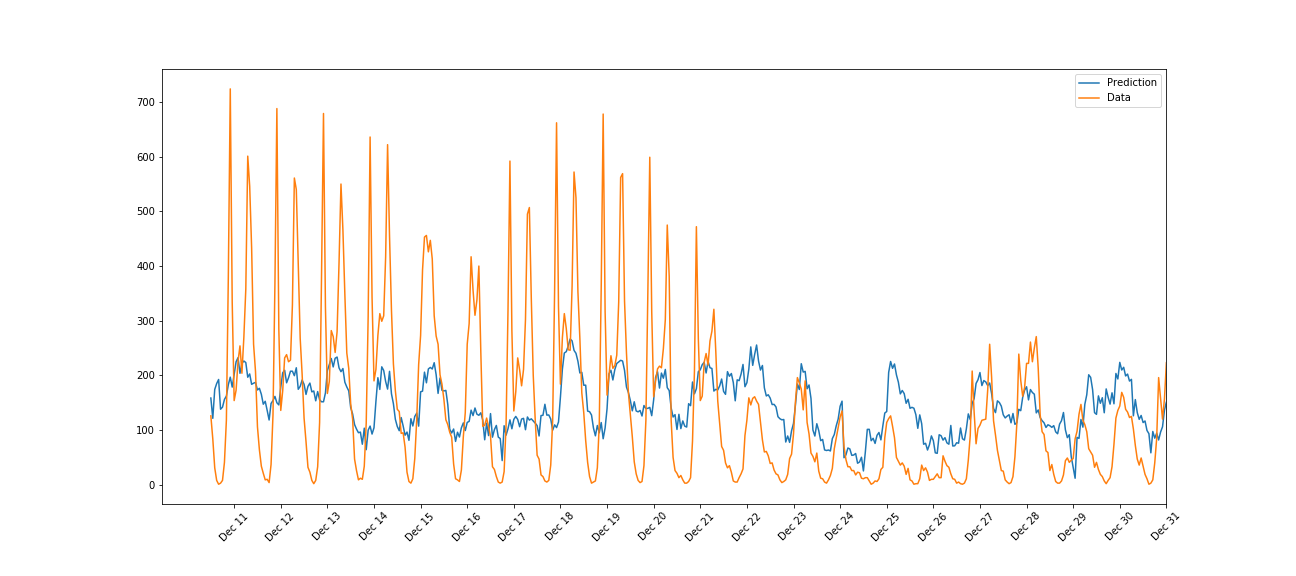 Prediction
Data
700
600
500
400
300
200
100
0
Dec 11
Dec 12
Dec 13
Dec 14
Dec 15
Dec 16
Dec 17
Dec 18
Dec 19
Dec 20
Dec 21
Dec 22
Dec 23
Dec 24
Dec 25
Dec 26
Dec 27
Dec 28
Dec 29
Dec 30
Dec 31